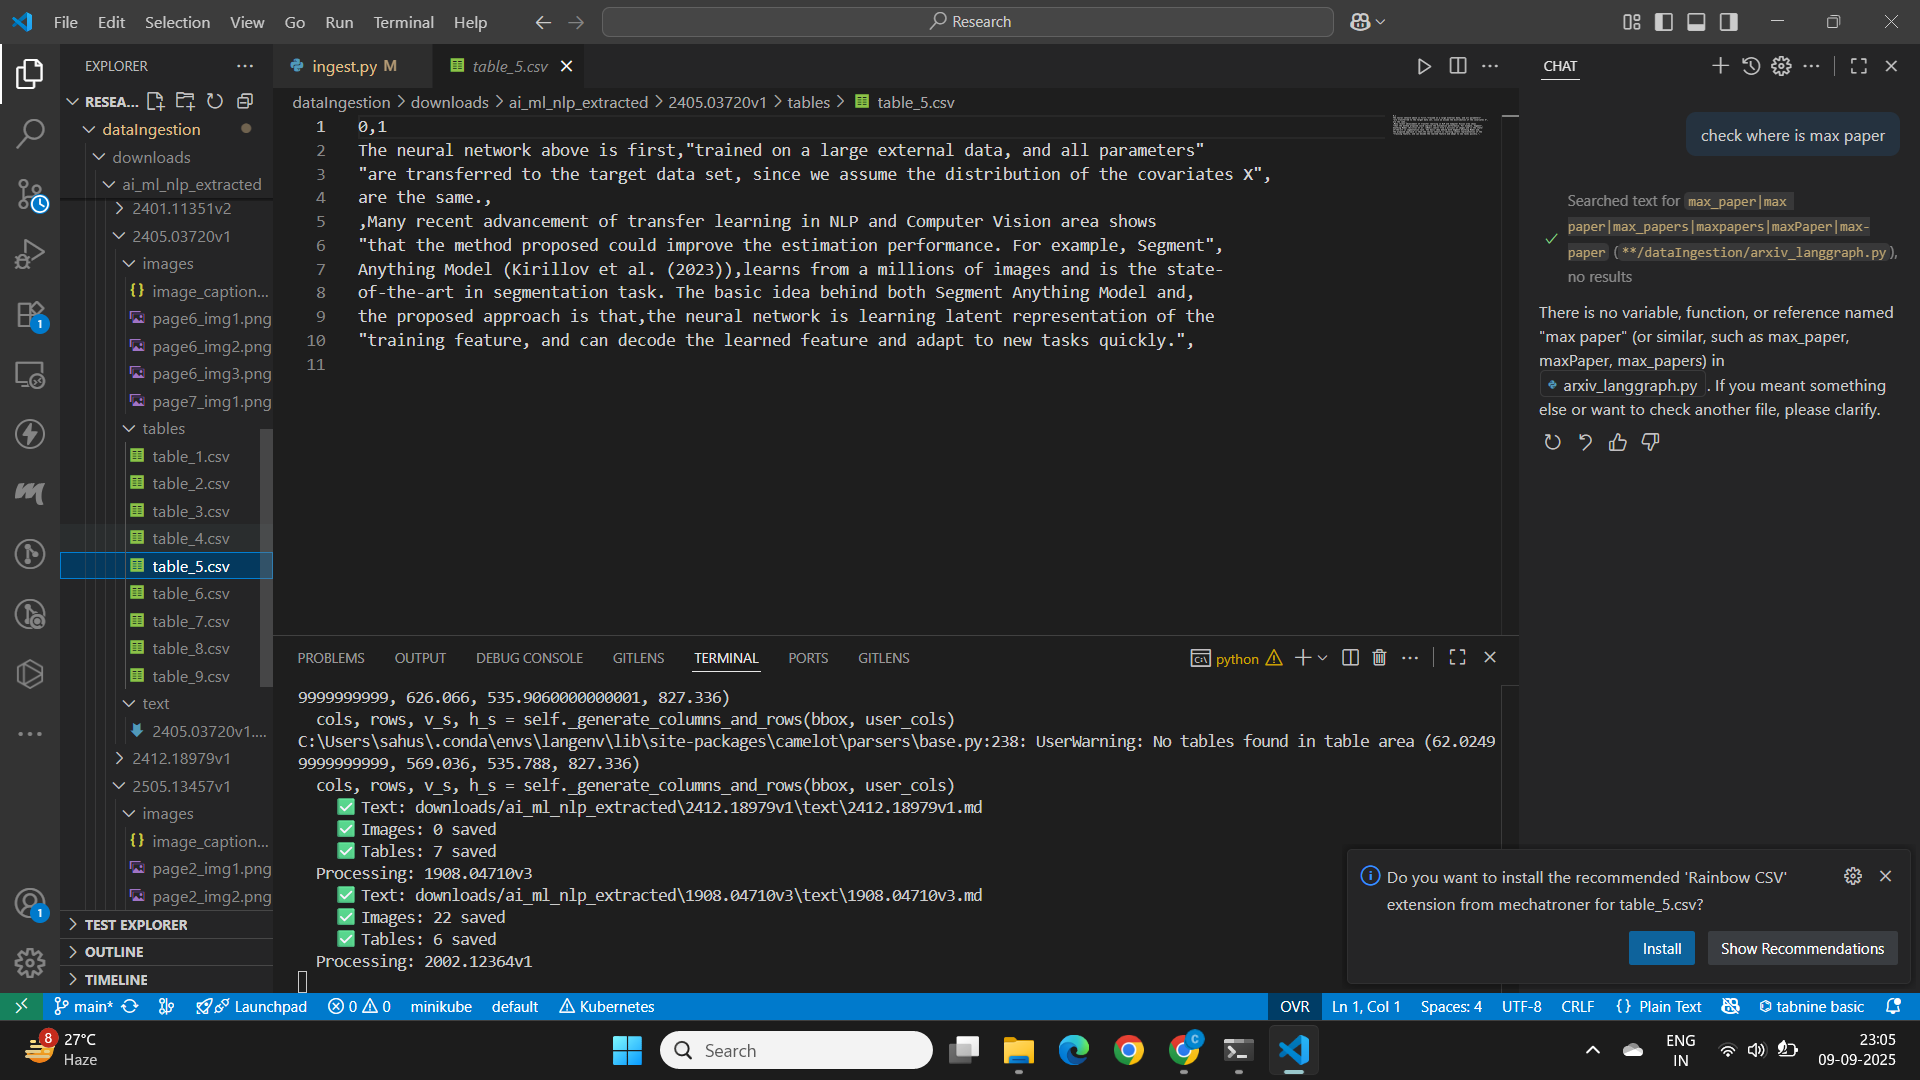 File Edit Selection View Go Run Terminal Help
Research
EXPLORER
RESEA...
dataIngestion
downloads
ai_ml_nlp_extracted
2401.11351v2
2405.03720v1
images
image_caption...
page6_img1.png
page6_img2.png
page6_img3.png
page7_img1.png
tables
table_1.csv
table_2.csv
table_3.csv
table_4.csv
table_5.csv
table_6.csv
table_7.csv
table_8.csv
table_9.csv
text
2405.03720v1....
2412.18979v1
2505.13457v1
images
image_caption...
page2_img1.png
page2_img2.png
TEST EXPLORER
OUTLINE
TIMELINE
1
1
ingest.py M
table_5.csv
dataIngestion > downloads > ai_ml_nlp_extracted > 2405.03720v1 > tables > table_5.csv
1 0,1
2 The neural network above is first,"trained on a large external data, and all parameters"
3 "are transferred to the target data set, since we assume the distribution of the covariates X",
4 are the same.,
5 ,Many recent advancement of transfer learning in NLP and Computer Vision area shows
6 "that the method proposed could improve the estimation performance. For example, Segment",
7 Anything Model (Kirillov et al. (2023)),learns from a millions of images and is the state-
8 of-the-art in segmentation task. The basic idea behind both Segment Anything Model and,
9 the proposed approach is that,the neural network is learning latent representation of the
10 "training feature, and can decode the learned feature and adapt to new tasks quickly.",
11
PROBLEMS OUTPUT DEBUG CONSOLE GITLENS TERMINAL PORTS GITLENS
python
9999999999, 626.066, 535.9060000000001, 827.336)
cols, rows, v_s, h_s = self._generate_columns_and_rows(bbox, user_cols)
C:\Users\sahus\.conda\envs\langenv\lib\site-packages\camelot\parsers\base.py:238: UserWarning: No tables found in table area (62.0249
9999999999, 569.036, 535.788, 827.336)
cols, rows, v_s, h_s = self._generate_columns_and_rows(bbox, user_cols)
✅ Text: downloads/ai_ml_nlp_extracted\2412.18979v1\text\2412.18979v1.md
✅ Images: 0 saved
✅ Tables: 7 saved
Processing: 1908.04710v3
✅ Text: downloads/ai_ml_nlp_extracted\1908.04710v3\text\1908.04710v3.md
✅ Images: 22 saved
✅ Tables: 6 saved
Processing: 2002.12364v1
CHAT
check where is max paper
Searched text for max_paper|max
paper|max_papers|maxpapers|maxPaper|max-
paper (**/dataIngestion/arxiv_langgraph.py),
no results
There is no variable, function, or reference named
"max paper" (or similar, such as max_paper,
maxPaper, max_papers) in
arxiv_langgraph.py . If you meant something
else or want to check another file, please clarify.
Do you want to install the recommended 'Rainbow CSV'
extension from mechatroner for table_5.csv?
Install Show Recommendations
main* Launchpad 0 0 minikube default Kubernetes
OVR Ln 1, Col 1 Spaces: 4 UTF-8 CRLF {} Plain Text tabnine basic
8
27°C
Haze
Search
C
ENG
IN
23:05
09-09-2025